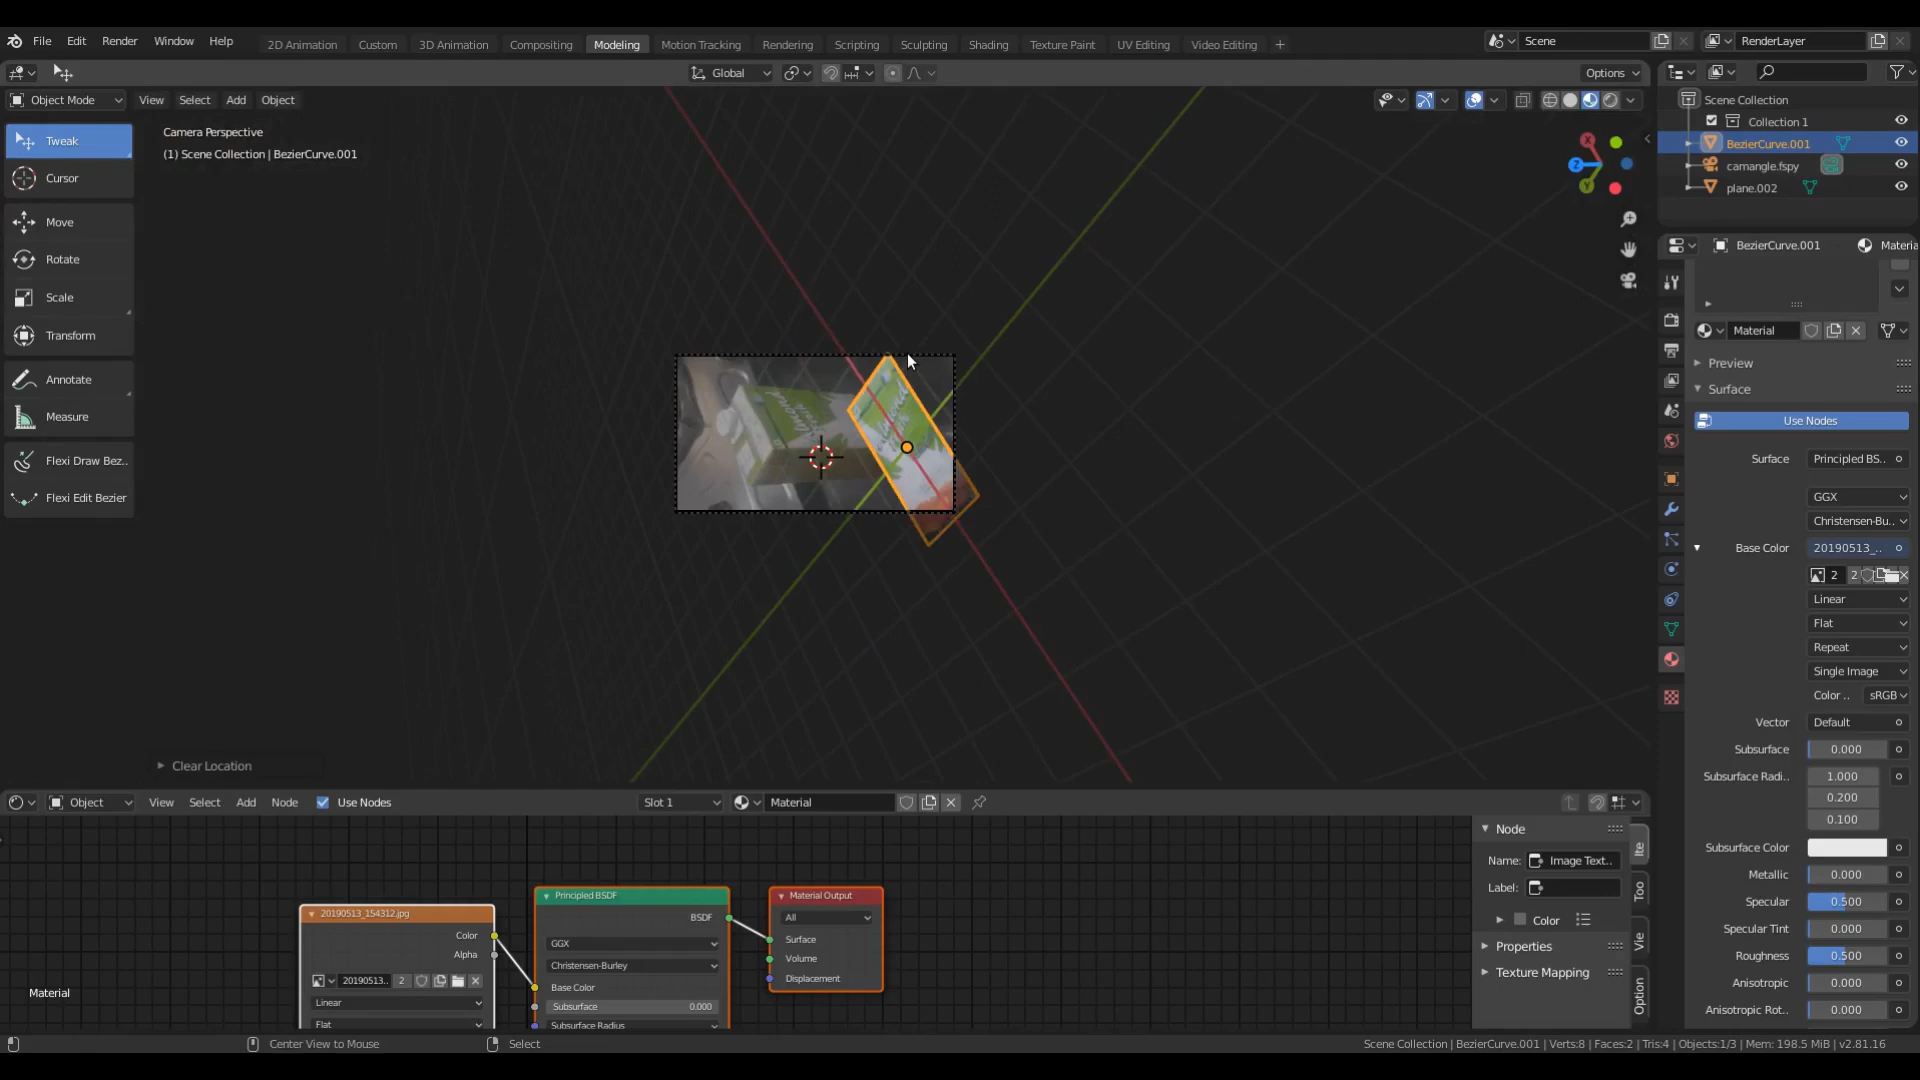 File Edit Render Window Help
2D Animation Custom 3D Animation Compositing Modeling Motion Tracking Rendering Scripting Sculpting Shading Texture Paint UV Editing Video Editing +
Scene
RenderLayer
Global
Options
Object Mode View Select Add Object
Tweak
Cursor
Move
Rotate
Scale
Transform
Annotate
Measure
Flexi Draw Bez..
Flexi Edit Bezier
Camera Perspective
(1) Scene Collection | BezierCurve.001
Z
Y
Clear Location
Scene Collection
Collection 1
BezierCurve.001
camangle.fspy
plane.002
BezierCurve.001 Materia
Material
Preview
Surface
Use Nodes
Surface Principled BS..
GGX
Christensen-Bu..
Base Color 20190513_..
2 2
Linear
Flat
Repeat
Single Image
Color .. sRGB
Vector Default
Subsurface 0.000
Subsurface Radi.. 1.000
0.200
0.100
Subsurface Color
Metallic 0.000
Specular 0.500
Specular Tint 0.000
Roughness 0.500
Anisotropic 0.000
Anisotropic Rot.. 0.000
Object View Select Add Node Use Nodes Slot 1 Material
20190513_154312.jpg
Color
Alpha
20190513.. 2
Linear
Flat
Principled BSDF
BSDF
GGX
Christensen-Burley
Base Color
Subsurface 0.000
Subsurface Radius
Material Output
All
Surface
Volume
Displacement
Node
Name: Image Text..
Label:
Color
Properties
Texture Mapping
Ite
Too
Vie
Option
Material
Center View to Mouse
Select
Scene Collection | BezierCurve.001 | Verts:8 | Faces:2 | Tris:4 | Objects:1/3 | Mem: 198.5 MiB | v2.81.16